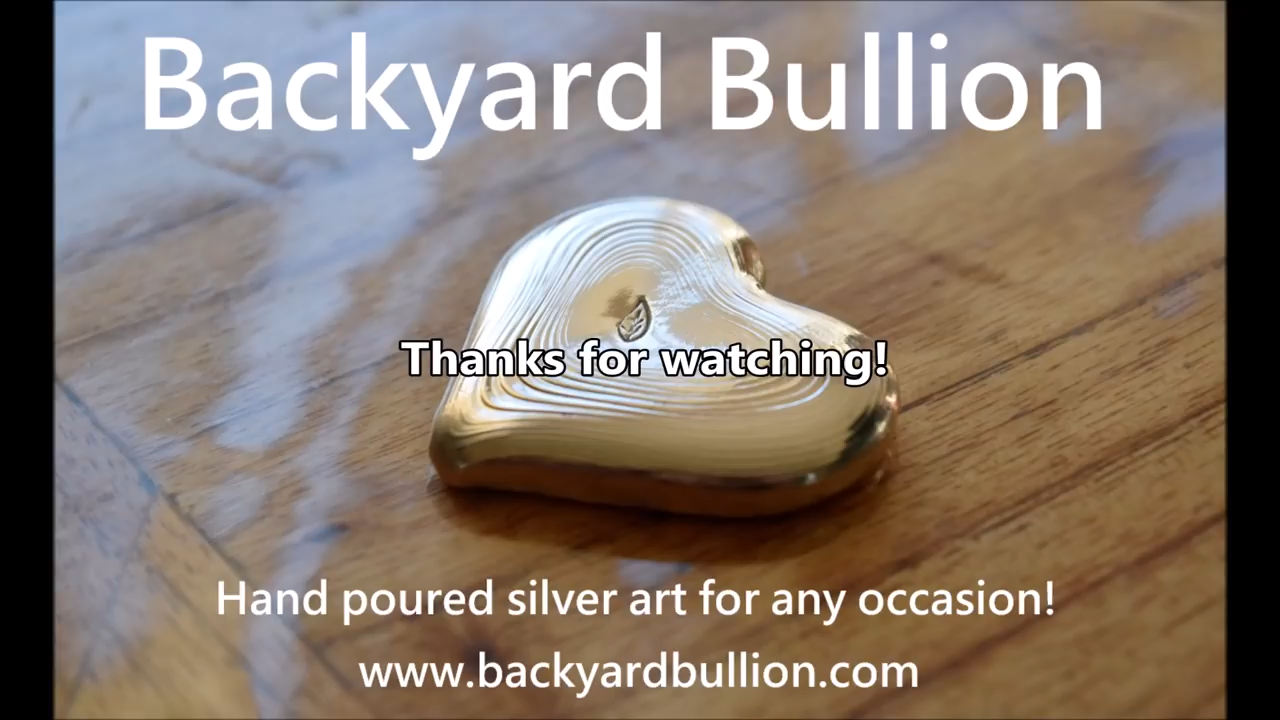 Backyard Bullion
Thanks for watching!
Hand poured silver art for any occasion!
www.backyardbullion.com